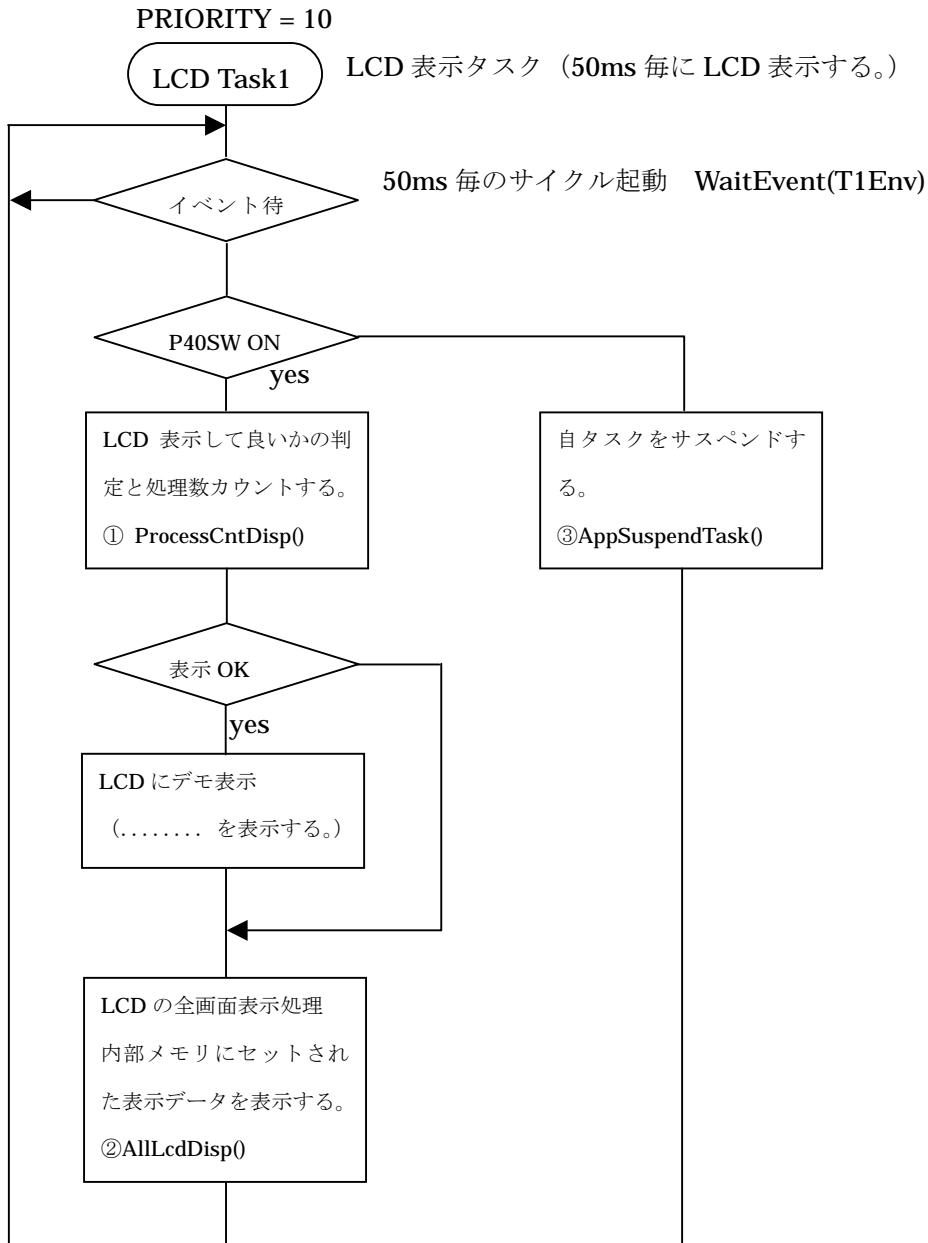 PRIORITY = 10
LCD Task1
LCD 表示タスク（50ms 毎に LCD 表示する。）
50ms 毎のサイクル起動　WaitEvent(T1Env)
イベント待
P40SW ON
yes
LCD 表示して良いかの判
定と処理数カウントする。
① ProcessCntDisp()
自タスクをサスペンドす
る。
③AppSuspendTask()
表示 OK
yes
LCD にデモ表示
（........ を表示する。）
LCD の全画面表示処理
内部メモリにセットされ
た表示データを表示する。
②AllLcdDisp()